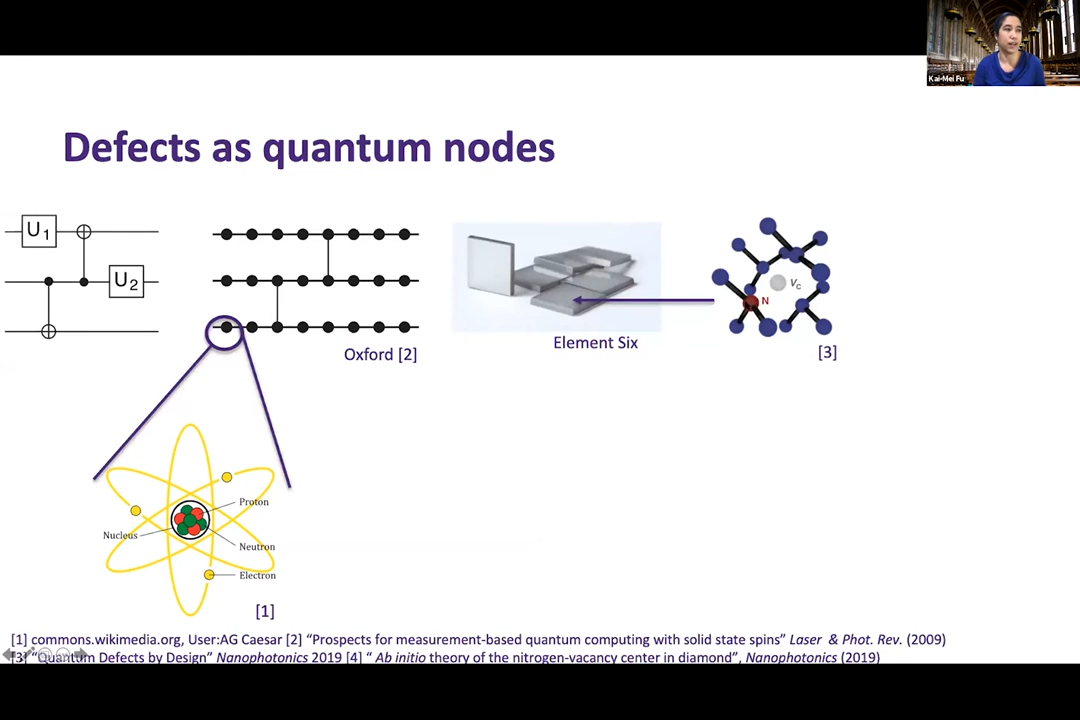 Kai-Mei Fu
Defects as quantum nodes
U1
U2
Oxford [2]
Element Six
N
VC
[3]
Proton
Nucleus
Neutron
Electron
[1]
[1] commons.wikimedia.org, User:AG Caesar [2] “Prospects for measurement-based quantum computing with solid state spins” Laser & Phot. Rev. (2009)
[3] “Quantum Defects by Design” Nanophotonics 2019 [4] “ Ab initio theory of the nitrogen-vacancy center in diamond”, Nanophotonics (2019)